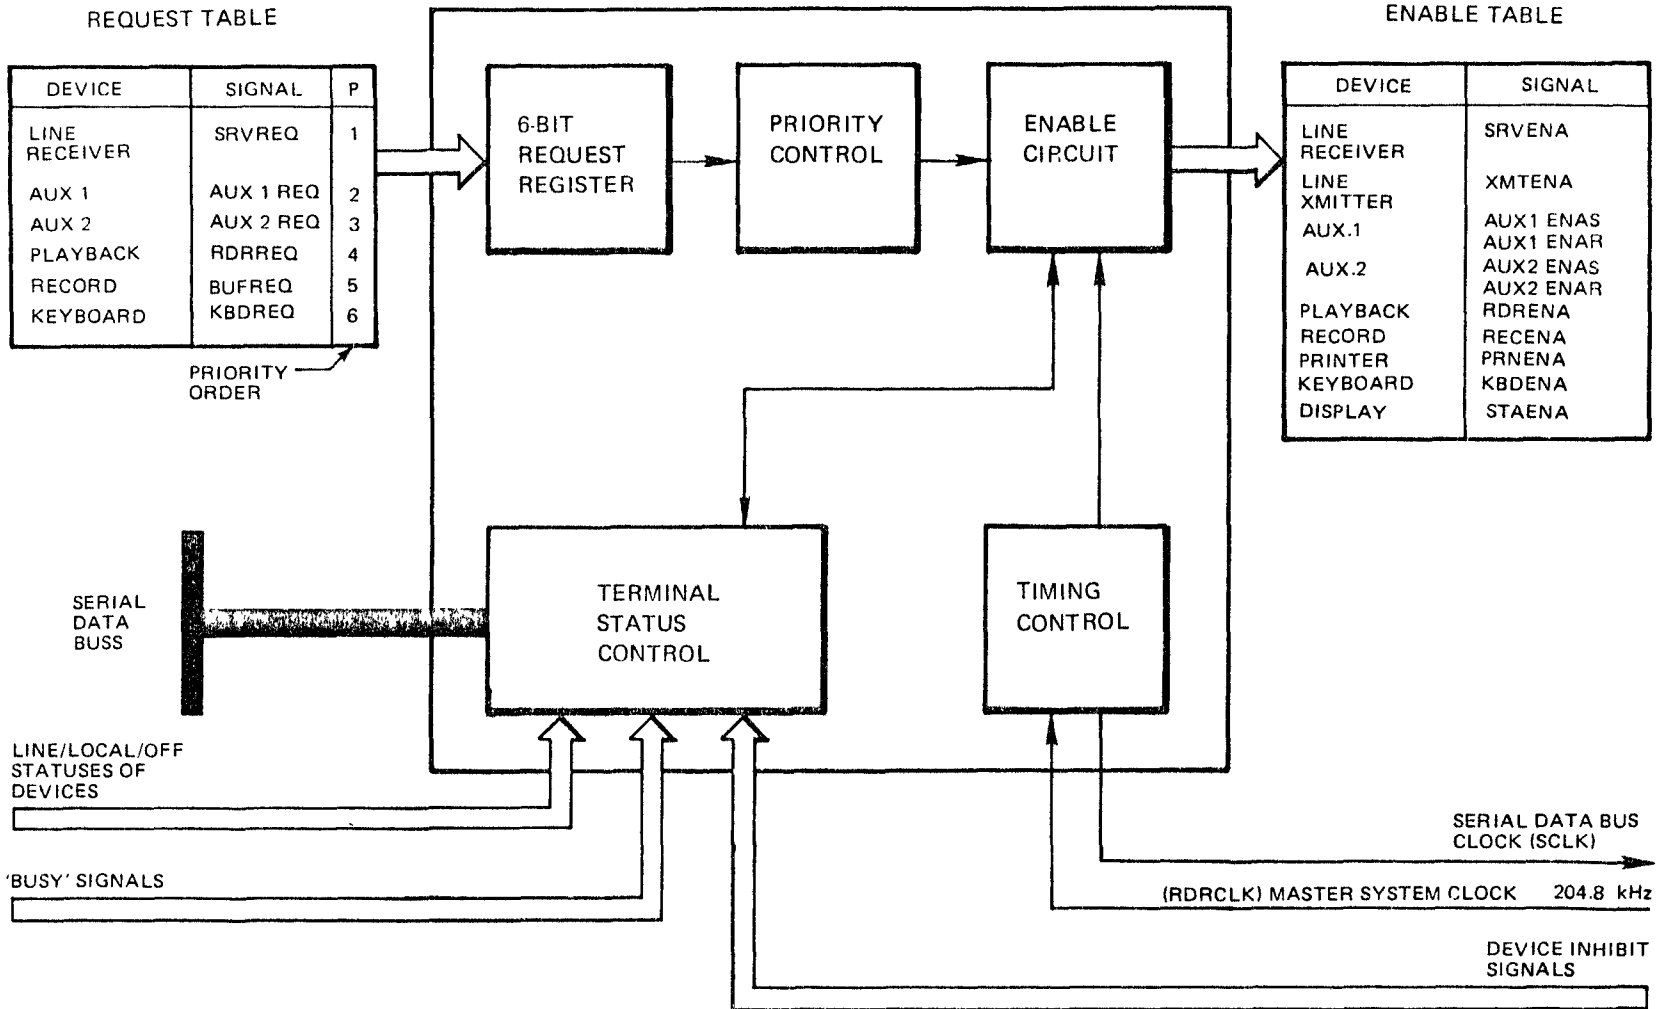 REQUEST TABLE
DEVICE SIGNAL P
LINE RECEIVER SRVREQ 1
AUX 1 AUX 1 REQ 2
AUX 2 AUX 2 REQ 3
PLAYBACK RDRREQ 4
RECORD BUFREQ 5
KEYBOARD KBDREQ 6
PRIORITY
ORDER
6-BIT
REQUEST
REGISTER
PRIORITY
CONTROL
ENABLE
CIRCUIT
ENABLE TABLE
DEVICE SIGNAL
LINE RECEIVER SRVENA
LINE XMITTER XMTENA
AUX.1 AUX1 ENAS
AUX1 ENAR
AUX.2 AUX2 ENAS
AUX2 ENAR
PLAYBACK RDRENA
RECORD RECENA
PRINTER PRNENA
KEYBOARD KBDENA
DISPLAY STAENA
SERIAL
DATA
BUSS
TERMINAL
STATUS
CONTROL
TIMING
CONTROL
LINE/LOCAL/OFF
STATUSES OF
DEVICES
'BUSY' SIGNALS
SERIAL DATA BUS
CLOCK (SCLK)
(RDRCLK) MASTER SYSTEM CLOCK 204.8 kHz
DEVICE INHIBIT
SIGNALS